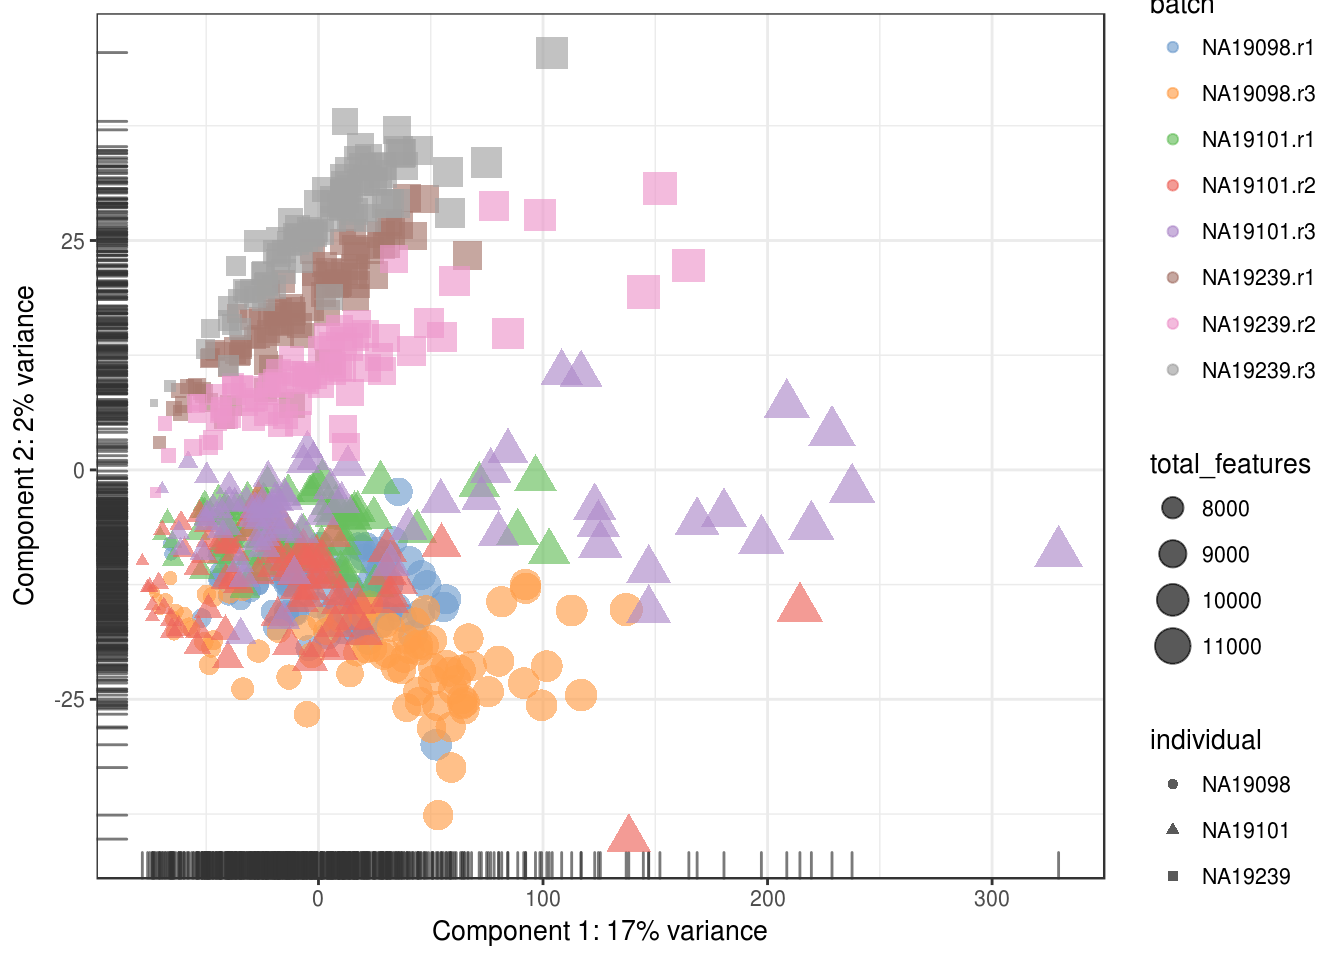 batch
NA19098.r1
NA19098.r3
NA19101.r1
NA19101.r2
NA19101.r3
NA19239.r1
NA19239.r2
NA19239.r3
total_features
8000
9000
10000
11000
individual
NA19098
NA19101
NA19239
Component 2: 2% variance
25
0
-25
0
100
200
300
Component 1: 17% variance